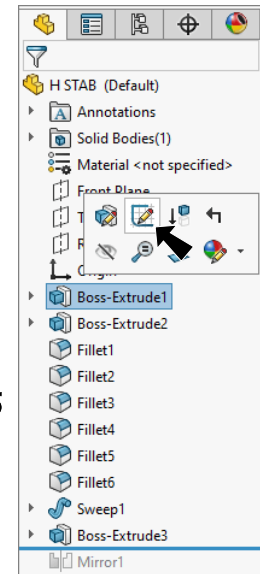 H STAB (Default)
Annotations
Solid Bodies(1)
Material <not specified>
Front Plane
T
R
Origin
Boss-Extrude1
Boss-Extrude2
Fillet1
Fillet2
Fillet3
Fillet4
Fillet5
Fillet6
Sweep1
Boss-Extrude3
Mirror1